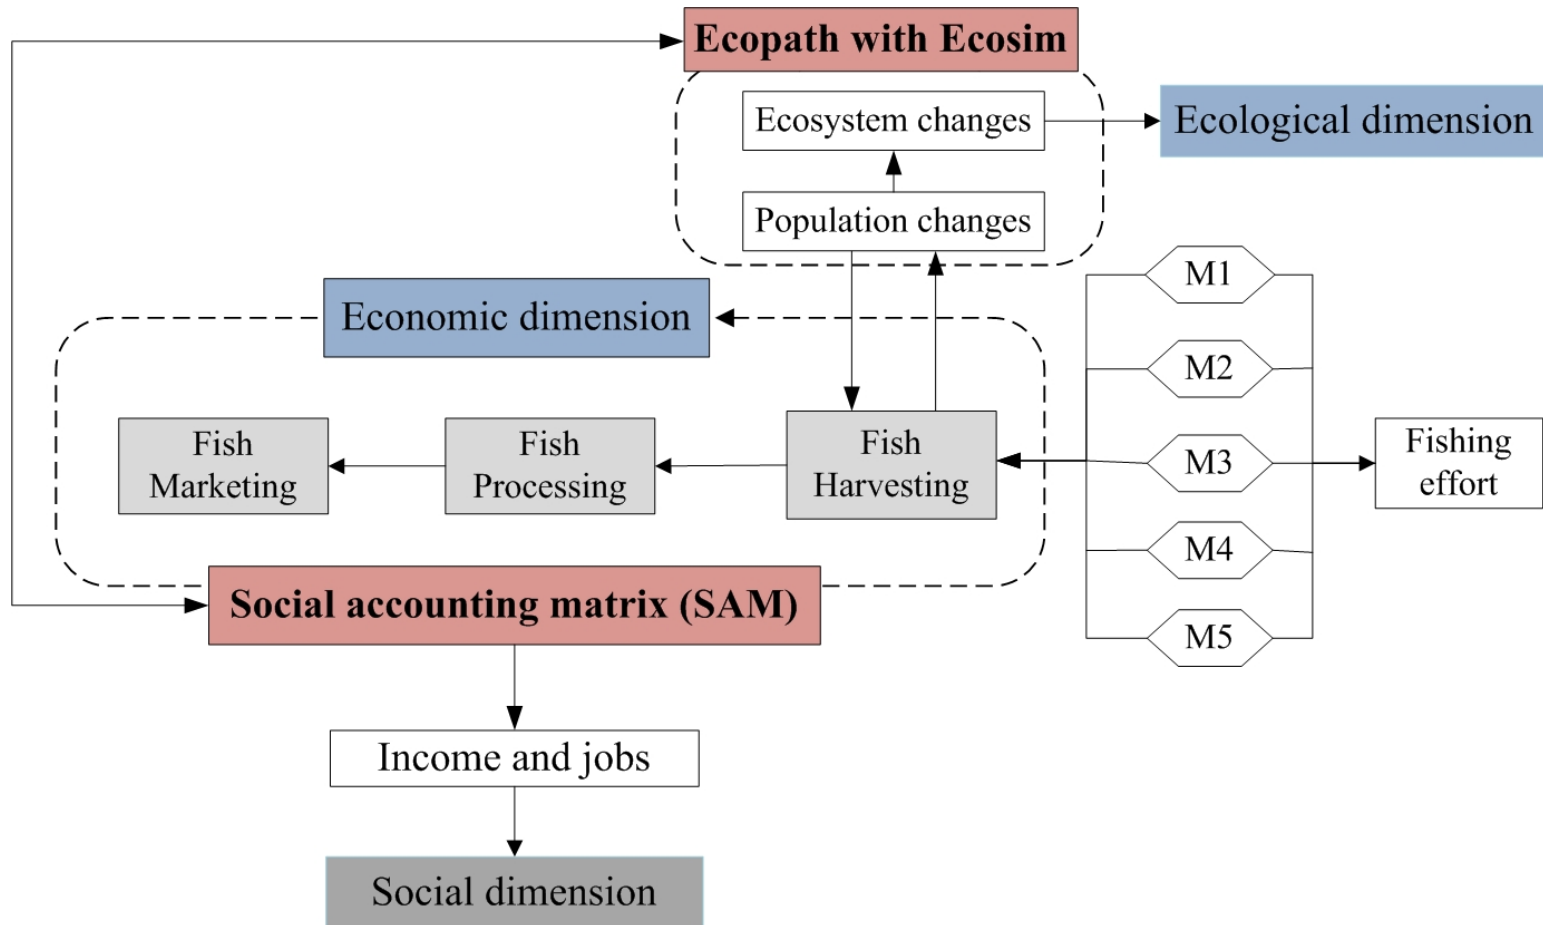 Ecopath with Ecosim
Ecosystem changes
Ecological dimension
Population changes
M1
Economic dimension
M2
Fish
Marketing
Fish
Processing
Fish
Harvesting
M3
Fishing
effort
M4
Social accounting matrix (SAM)
M5
Income and jobs
Social dimension